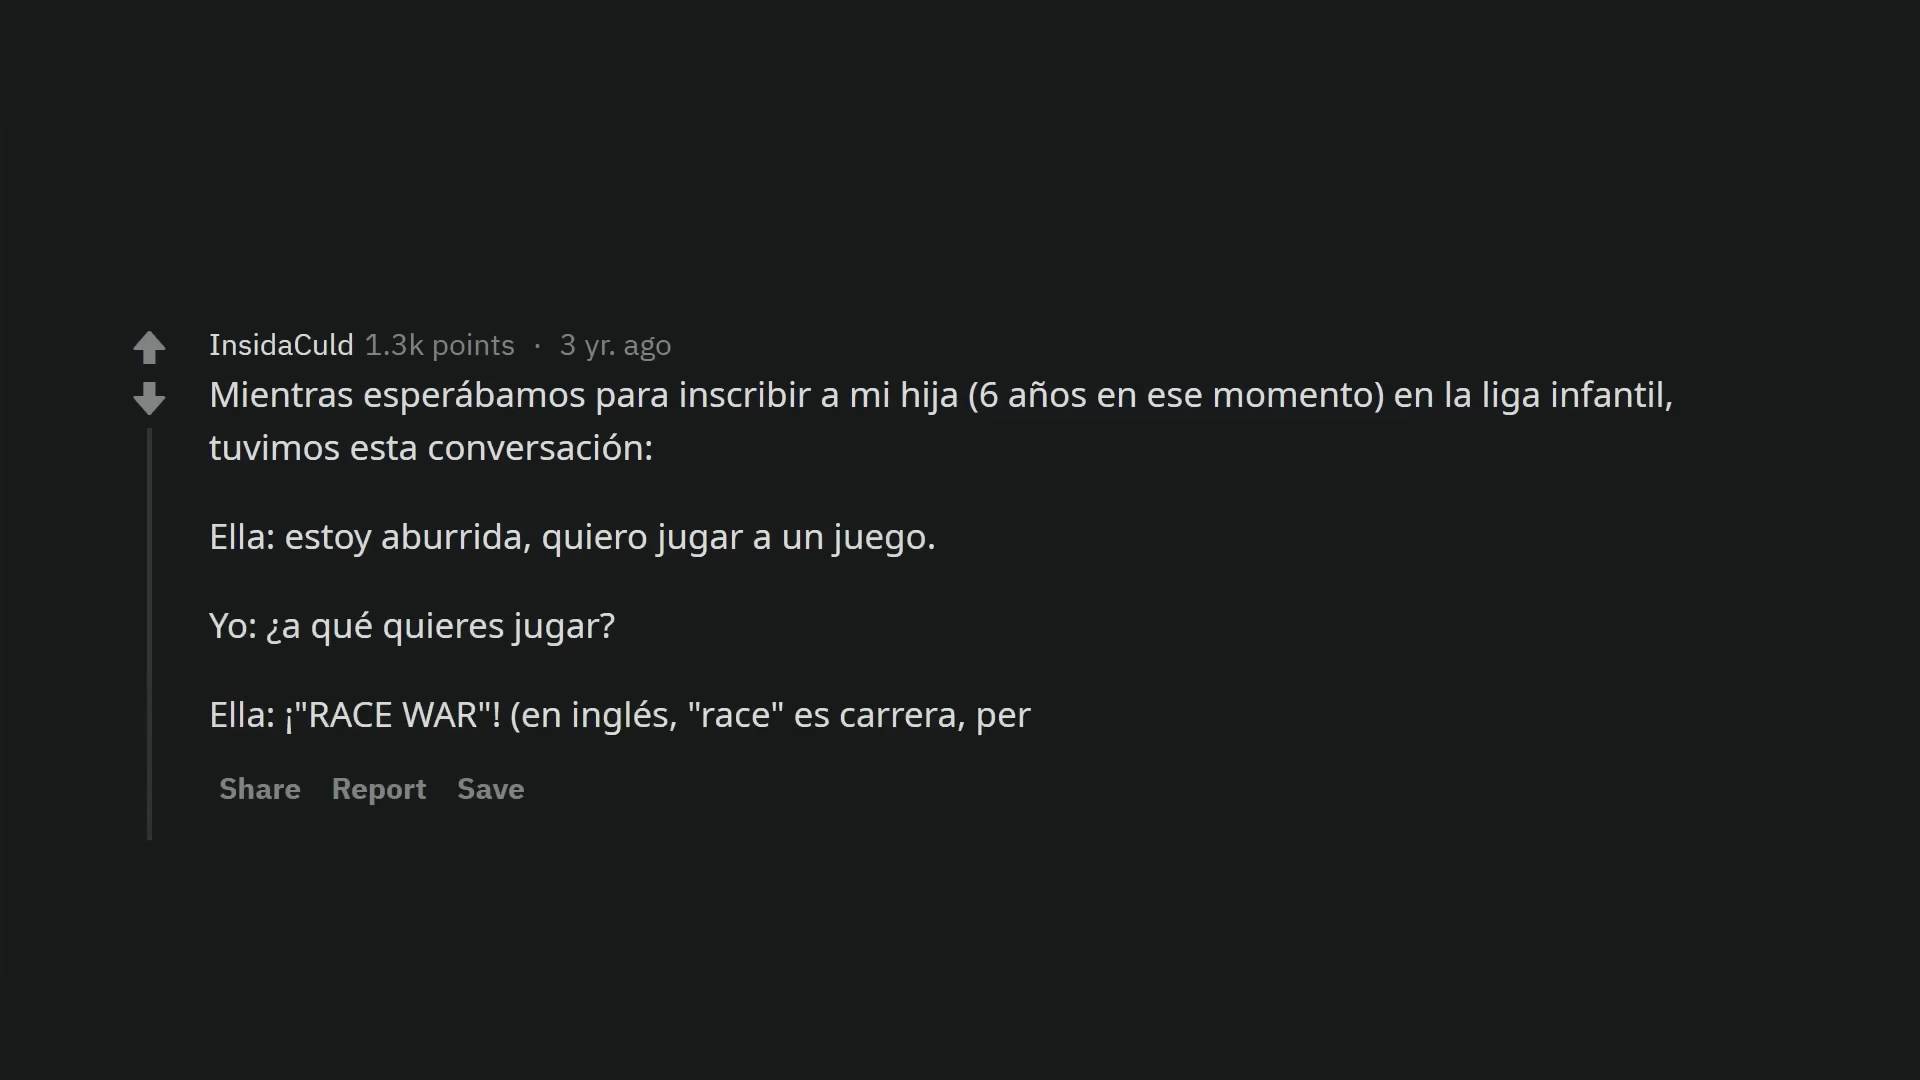 InsidaCuld 1.3k points · 3 yr. ago
Mientras esperábamos para inscribir a mi hija (6 años en ese momento) en la liga infantil,
tuvimos esta conversación:
Ella: estoy aburrida, quiero jugar a un juego.
Yo: ¿a qué quieres jugar?
Ella: ¡"RACE WAR"! (en inglés, "race" es carrera, per
Share Report Save